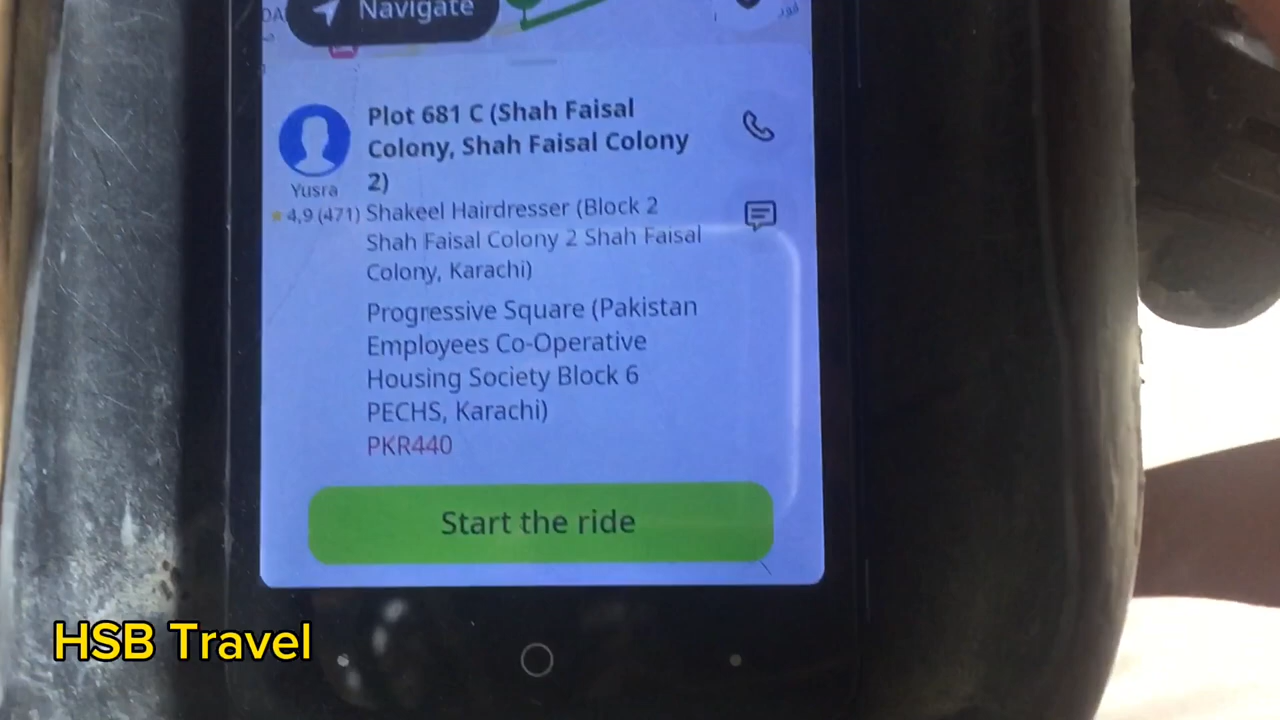 Navigate
Plot 681 C (Shah Faisal
Colony, Shah Faisal Colony
2)
Yusra
4,9 (471)
Shakeel Hairdresser (Block 2
Shah Faisal Colony 2 Shah Faisal
Colony, Karachi)
Progressive Square (Pakistan
Employees Co-Operative
Housing Society Block 6
PECHS, Karachi)
PKR440
Start the ride
HSB Travel